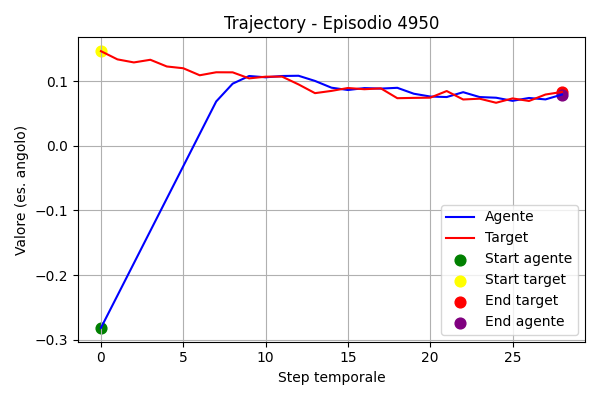 Trajectory - Episodio 4950
Valore (es. angolo)
0.1
0.0
−0.1
−0.2
−0.3
0
5
10
15
20
25
Step temporale
Agente
Target
Start agente
Start target
End target
End agente